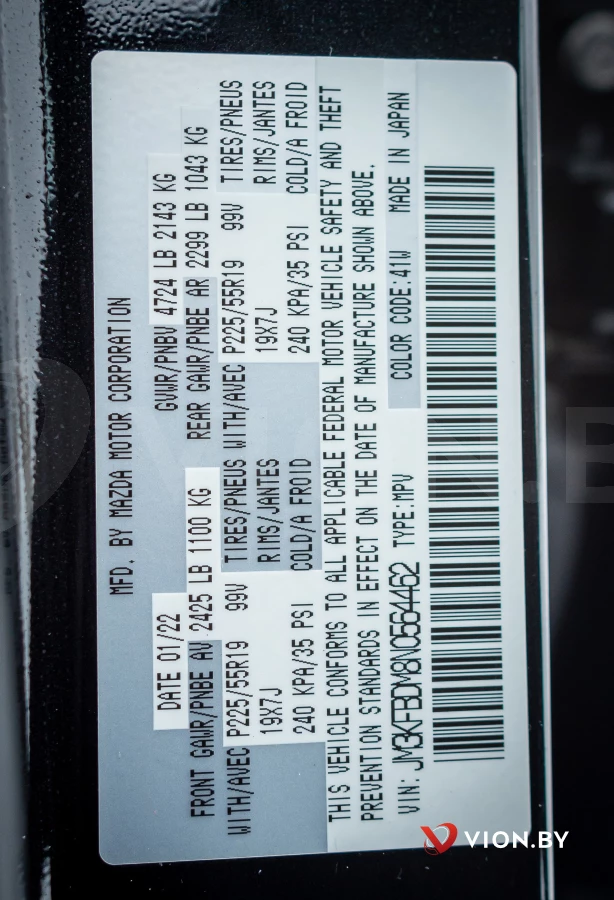 MFD. BY MAZDA MOTOR CORPORATION
DATE 01/22 GVWR/PNBV 4724 LB 2143 KG
FRONT GAWR/PNBE AV 2425 LB 1100 KG REAR GAWR/PNBE AR 2299 LB 1043 KG
WITH/AVEC P225/55R19 99V TIRES/PNEUS WITH/AVEC P225/55R19 99V TIRES/PNEUS
19X7J RIMS/JANTES 19X7J RIMS/JANTES
240 KPA/35 PSI COLD/A FROID 240 KPA/35 PSI COLD/A FROID
THIS VEHICLE CONFORMS TO ALL APPLICABLE FEDERAL MOTOR VEHICLE SAFETY AND THEFT
PREVENTION STANDARDS IN EFFECT ON THE DATE OF MANUFACTURE SHOWN ABOVE.
VIN: JM3KFBDM8N0564462 TYPE:MPV COLOR CODE:41W MADE IN JAPAN
VION.BY